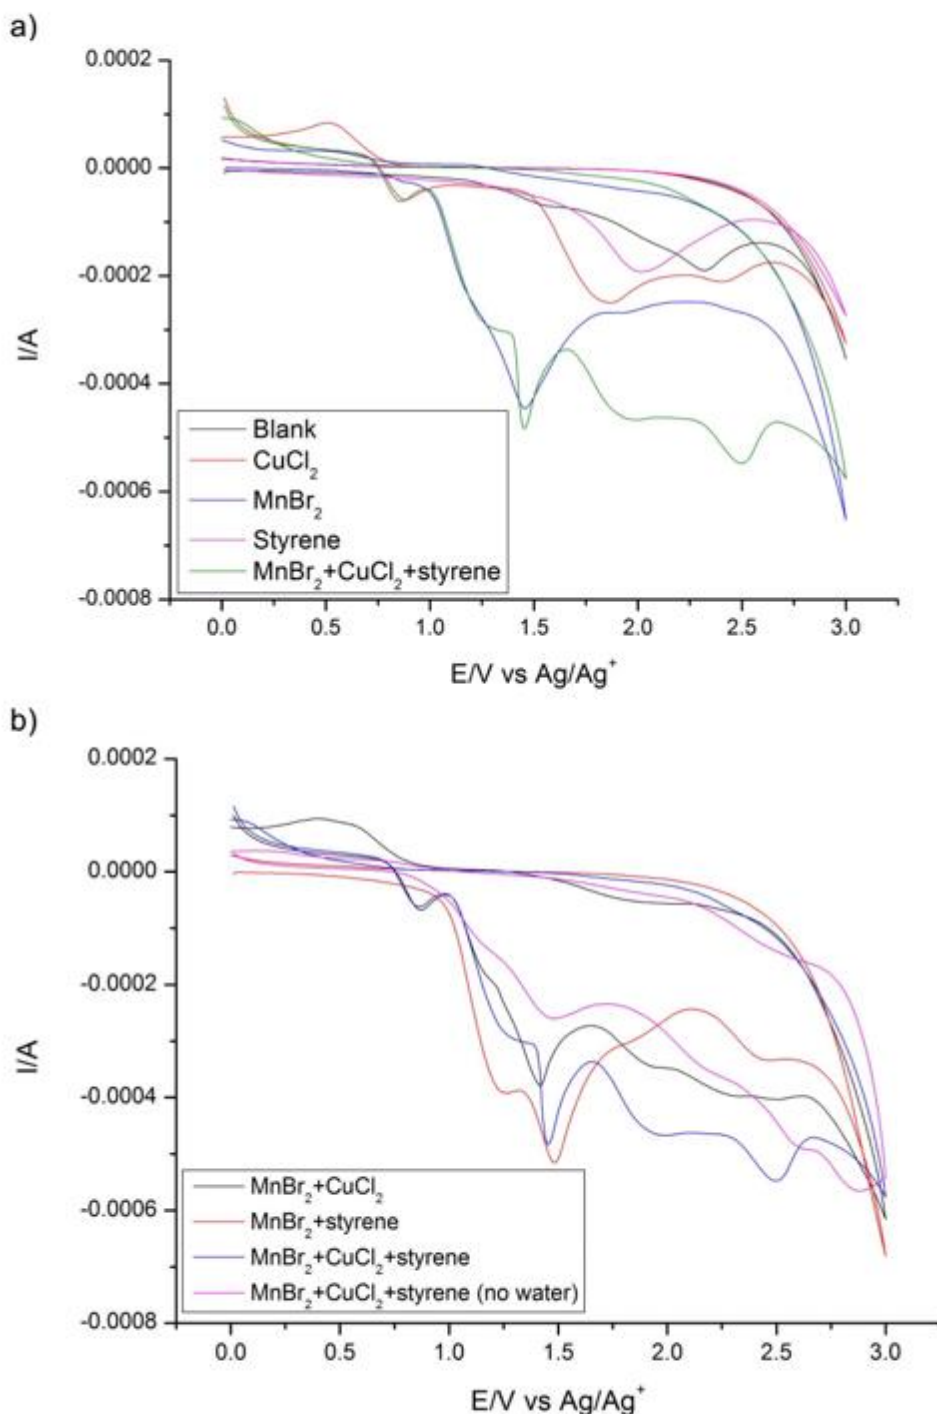 a)
0.0002
0.0000
-0.0002
-0.0004
-0.0006
-0.0008
I/A
Blank
CuCl₂
MnBr₂
Styrene
MnBr₂+CuCl₂+styrene
0.0 0.5 1.0 1.5 2.0 2.5 3.0
E/V vs Ag/Ag⁺
b)
0.0002
0.0000
-0.0002
-0.0004
-0.0006
-0.0008
I/A
MnBr₂+CuCl₂
MnBr₂+styrene
MnBr₂+CuCl₂+styrene
MnBr₂+CuCl₂+styrene (no water)
0.0 0.5 1.0 1.5 2.0 2.5 3.0
E/V vs Ag/Ag⁺